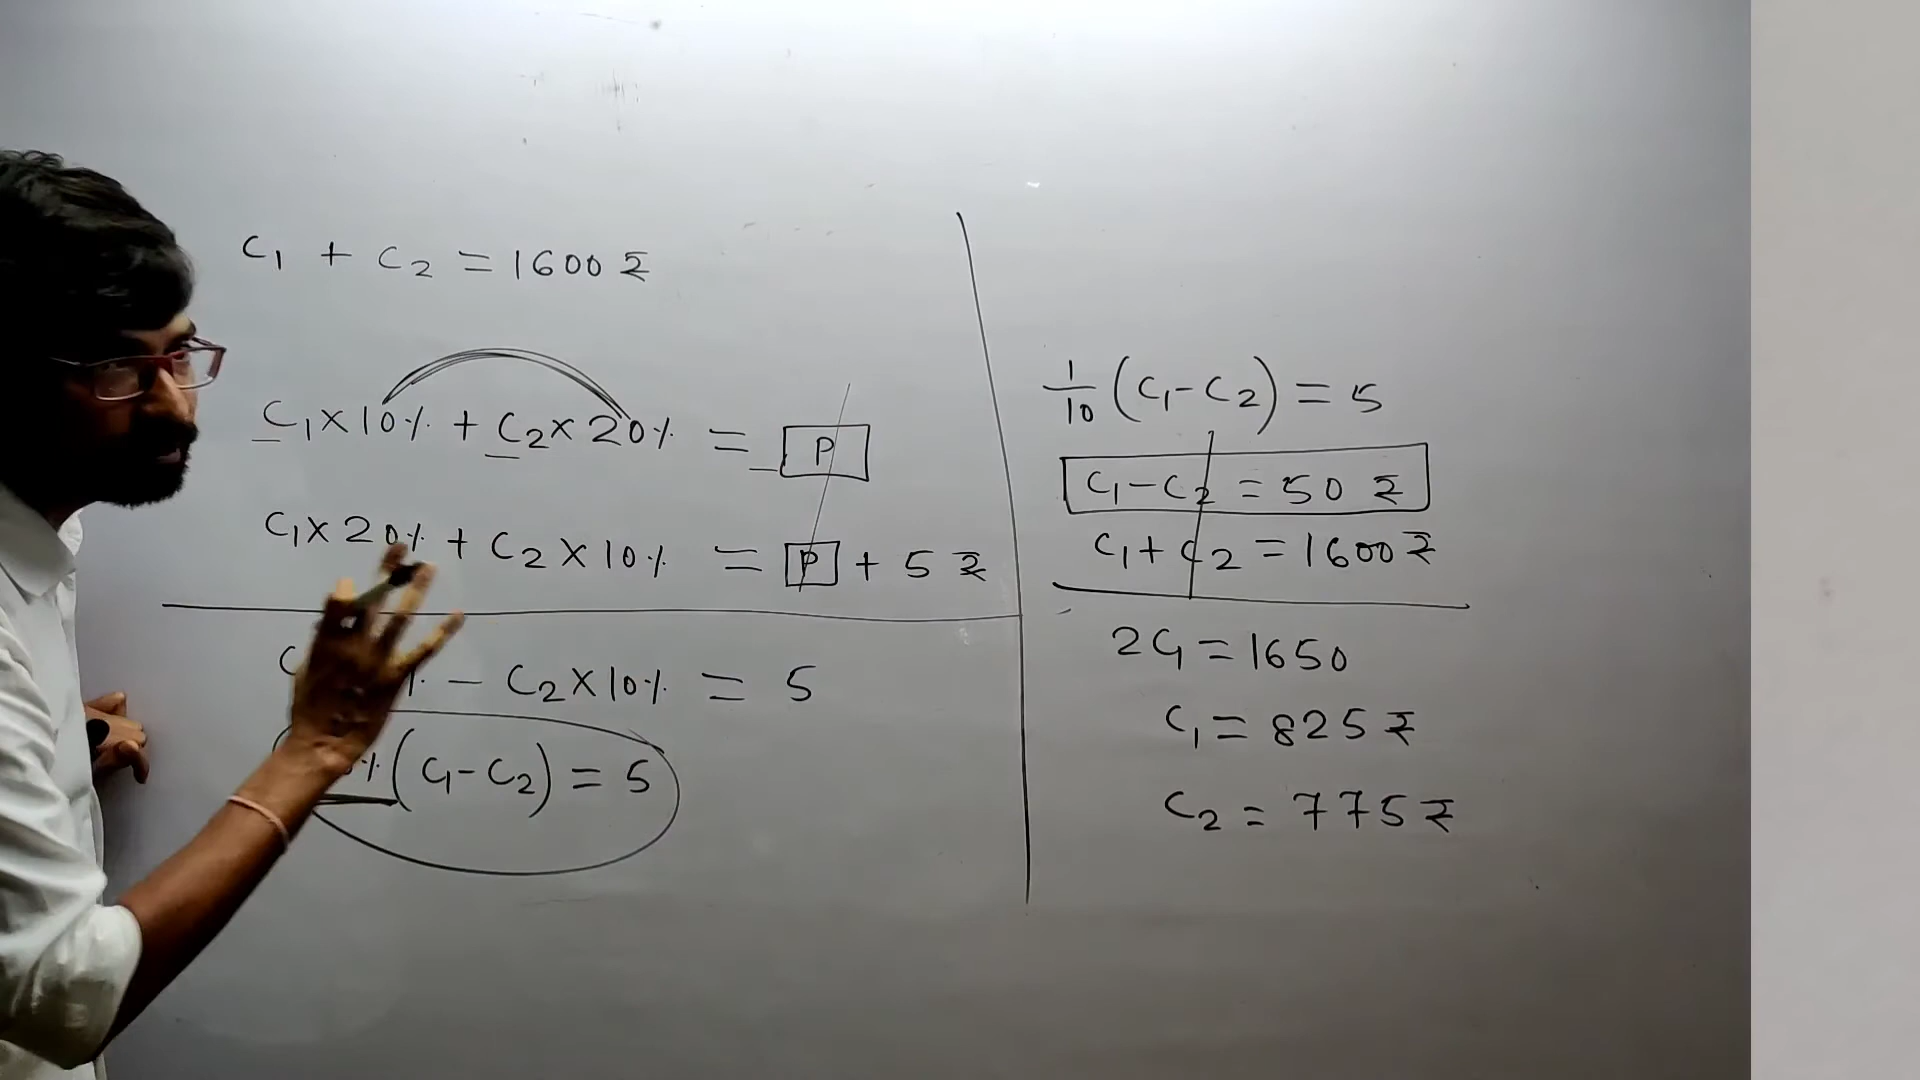 C₁ + C₂ = 1600 ₹
C₁ × 10% + C₂ × 20% = P
C₁ × 20% + C₂ × 10% = P + 5 ₹
C % - C₂ × 10% = 5
% (C₁ - C₂) = 5
1/10 (C₁ - C₂) = 5
C₁ - C₂ = 50 ₹
C₁ + C₂ = 1600 ₹
2C₁ = 1650
C₁ = 825 ₹
C₂ = 775 ₹